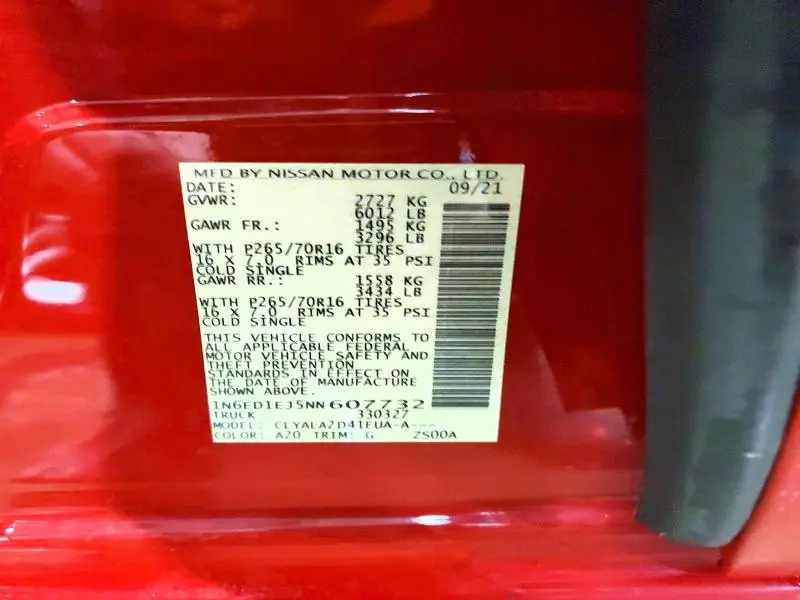 MFD BY NISSAN MOTOR CO., LTD.
DATE: 09/21
GVWR: 2727 KG
6012 LB
GAWR FR.: 1495 KG
3296 LB
WITH P265/70R16 TIRES
16 X 7.0 RIMS AT 35 PSI
COLD SINGLE
GAWR RR.: 1558 KG
3434 LB
WITH P265/70R16 TIRES
16 X 7.0 RIMS AT 35 PSI
COLD SINGLE
THIS VEHICLE CONFORMS TO
ALL APPLICABLE FEDERAL
MOTOR VEHICLE SAFETY AND
THEFT PREVENTION
STANDARDS IN EFFECT ON
THE DATE OF MANUFACTURE
SHOWN ABOVE.
1N6ED1EJ5NN607732
TRUCK 330327
MODEL: CLYALA2D41EUA-A---
COLOR: A20 TRIM: G ZS00A